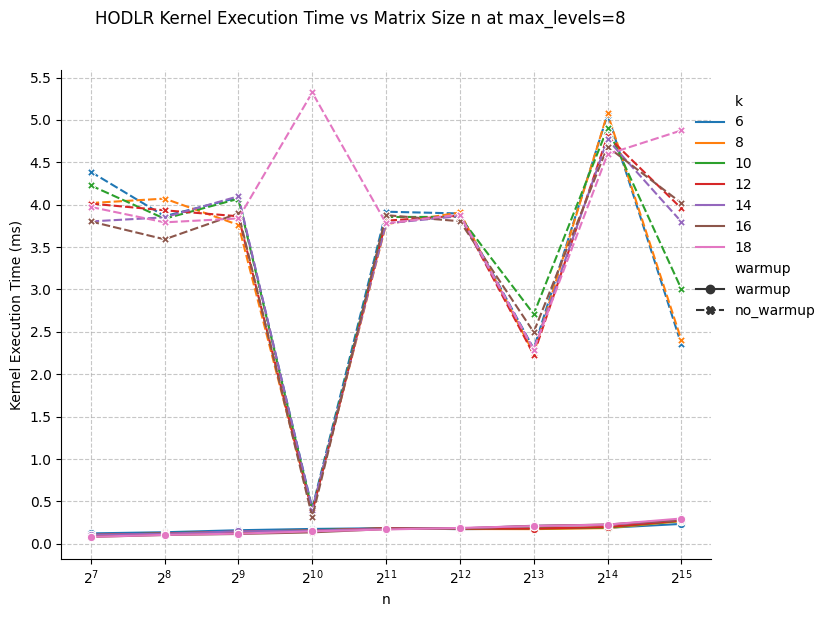 HODLR Kernel Execution Time vs Matrix Size n at max_levels=8
5.5
5.0
4.5
4.0
3.5
3.0
2.5
2.0
1.5
1.0
0.5
0.0
Kernel Execution Time (ms)
2^7 2^8 2^9 2^10 2^11 2^12 2^13 2^14 2^15
n
k
6
8
10
12
14
16
18
warmup
warmup
no_warmup